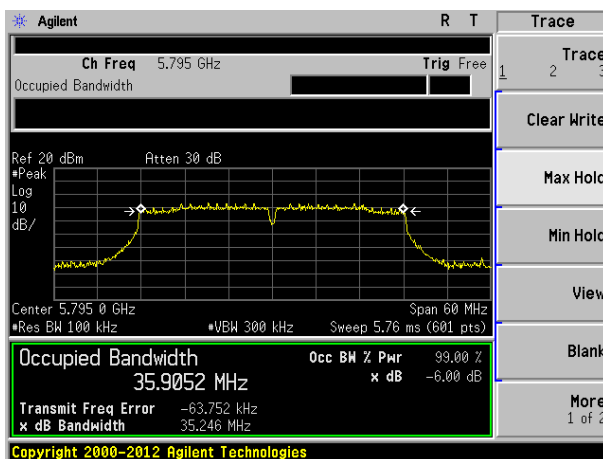 Agilent R T Trace
Ch Freq 5.795 GHz Trig Free
Occupied Bandwidth
Trace
1 2 3
Clear Write
Max Hold
Min Hold
View
Blank
More
1 of 2
Ref 20 dBm Atten 30 dB
#Peak
Log
10
dB/
Center 5.795 0 GHz Span 60 MHz
#Res BW 100 kHz #VBW 300 kHz Sweep 5.76 ms (601 pts)
Occupied Bandwidth Occ BW % Pwr 99.00 %
35.9052 MHz x dB -6.00 dB
Transmit Freq Error -63.752 kHz
x dB Bandwidth 35.246 MHz
Copyright 2000-2012 Agilent Technologies